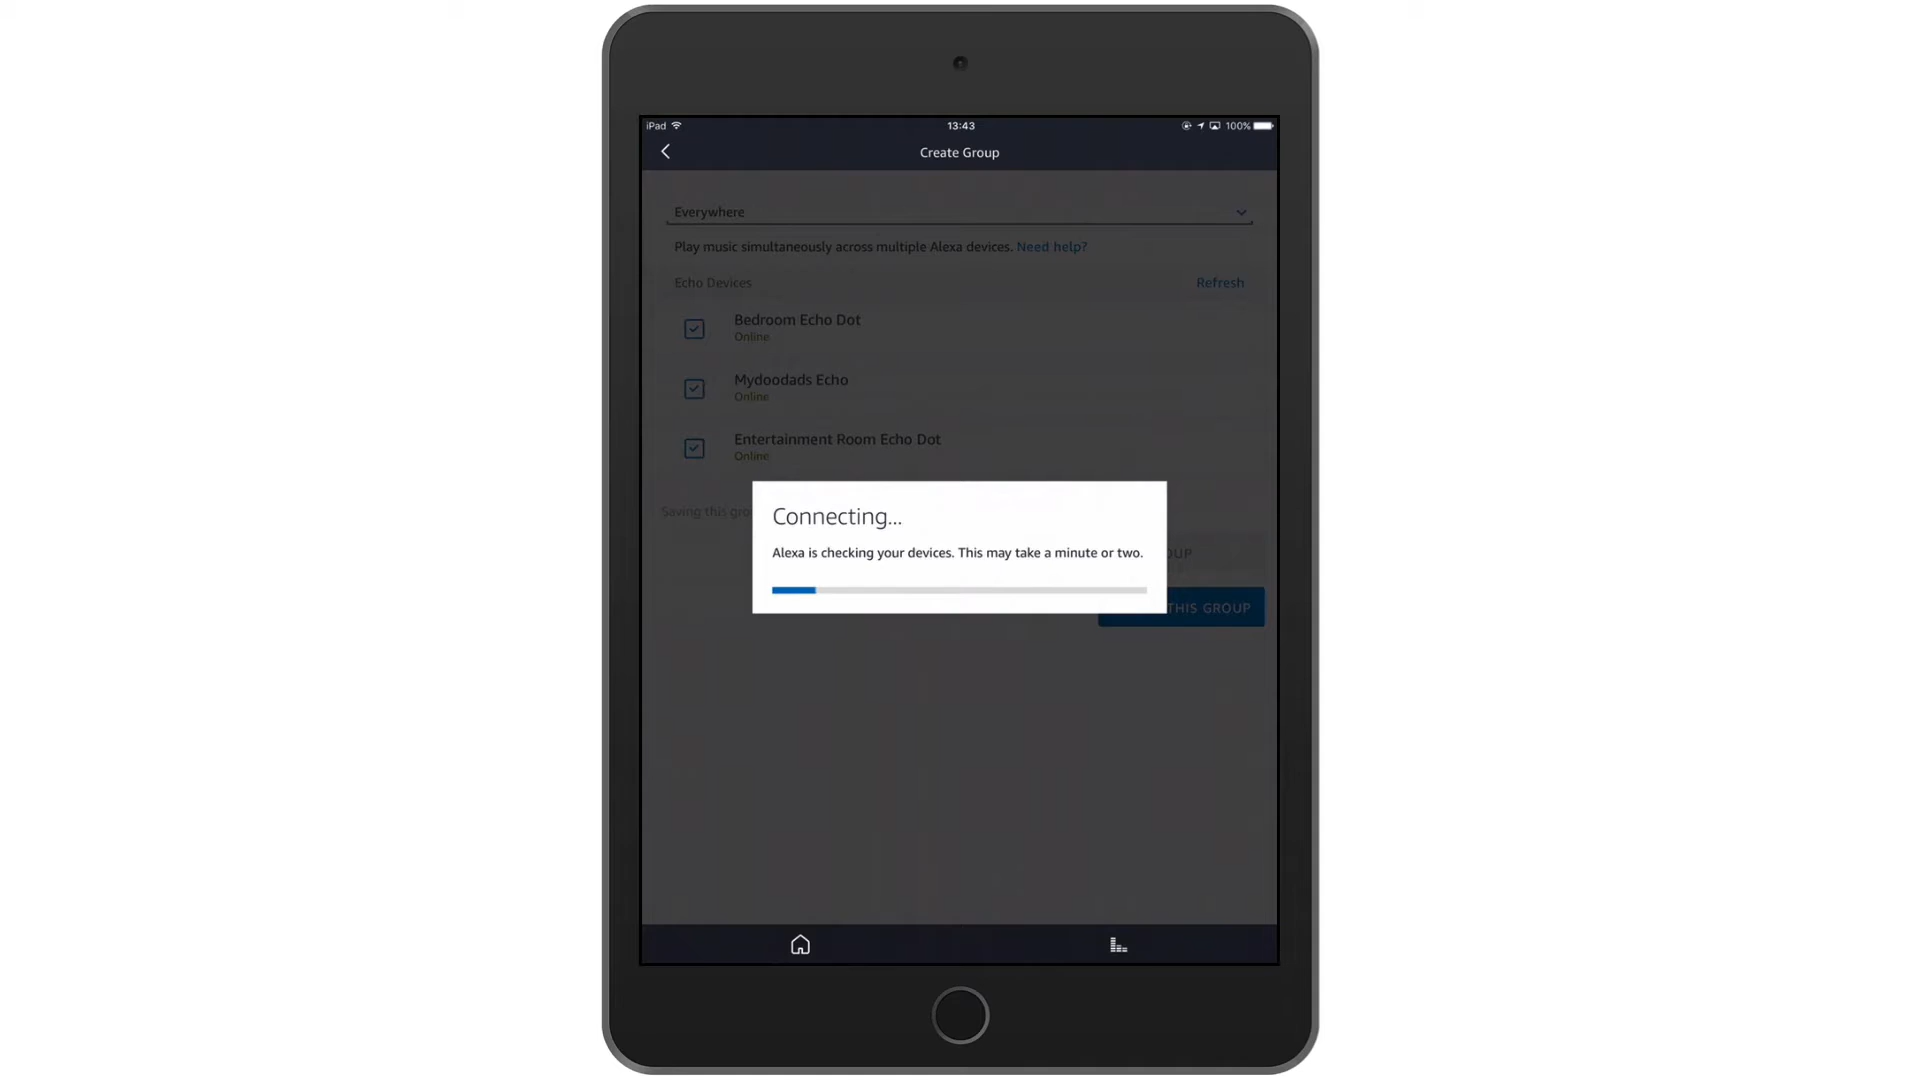 iPad 13:43 100%
Create Group
Everywhere
Play music simultaneously across multiple Alexa devices. Need help?
Echo Devices Refresh
Bedroom Echo Dot
Online
Mydoodads Echo
Online
Entertainment Room Echo Dot
Online
Saving this
Connecting...
Alexa is checking your devices. This may take a minute or two.
THIS GROUP